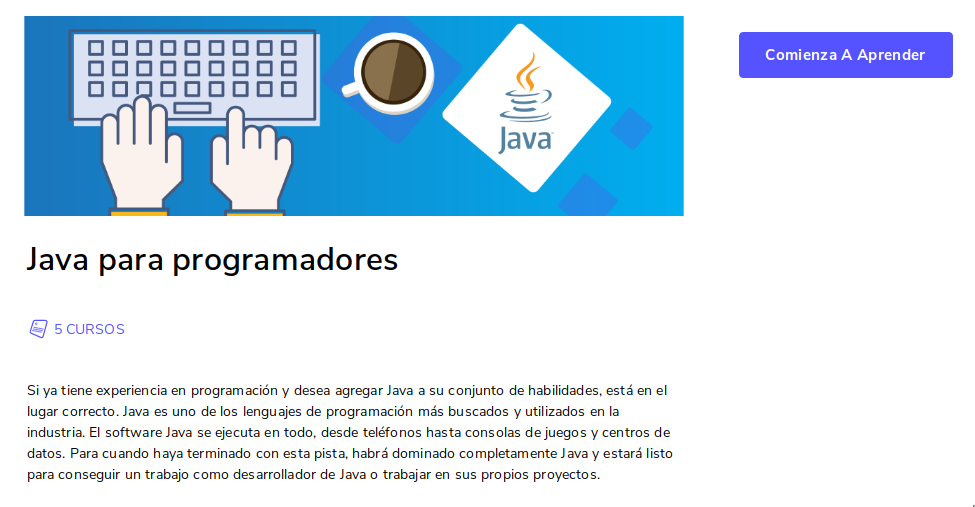 Comienza A Aprender
Java
Java para programadores
5 CURSOS
Si ya tiene experiencia en programación y desea agregar Java a su conjunto de habilidades, está en el
lugar correcto. Java es uno de los lenguajes de programación más buscados y utilizados en la
industria. El software Java se ejecuta en todo, desde teléfonos hasta consolas de juegos y centros de
datos. Para cuando haya terminado con esta pista, habrá dominado completamente Java y estará listo
para conseguir un trabajo como desarrollador de Java o trabajar en sus propios proyectos.